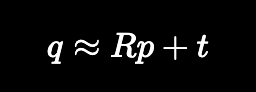 q ≈ Rp + t